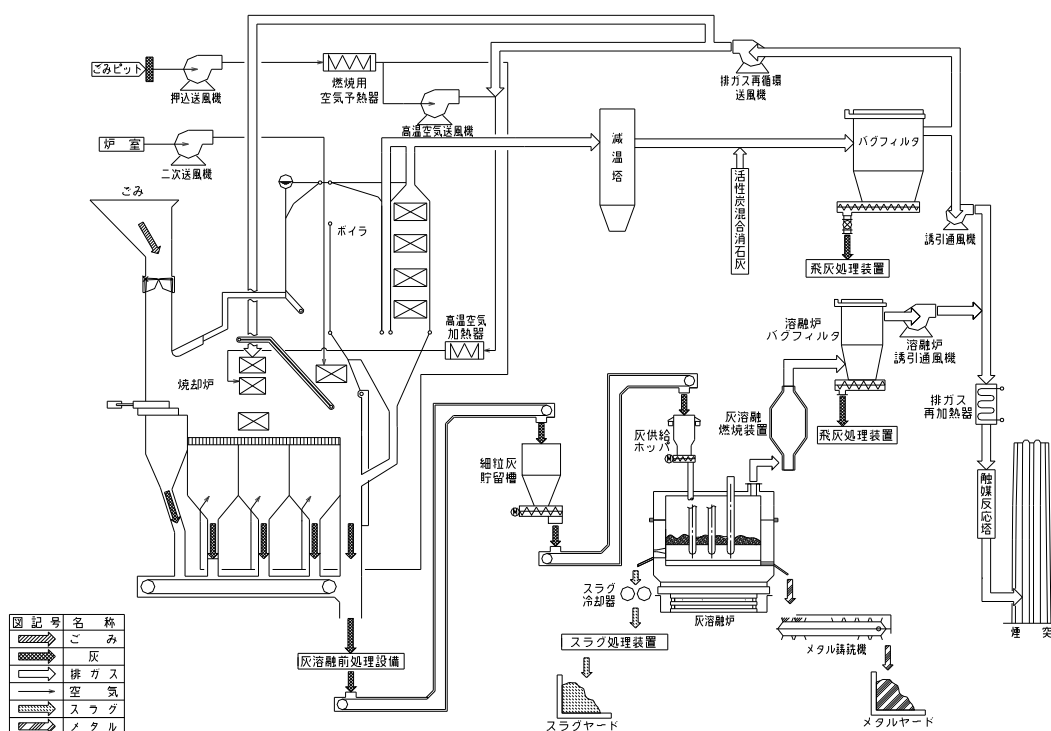 ごみピット
押込送風機
燃焼用
空気予熱器
高温空気送風機
排ガス再循環
送風機
炉室
二次送風機
ごみ
ボイラ
減温塔
活性炭混合消石灰
バグフィルタ
誘引通風機
飛灰処理装置
高温空気
加熱器
溶融炉
バグフィルタ
溶融炉
誘引通風機
焼却炉
排ガス
再加熱器
細粒灰
貯留槽
灰供給
ホッパ
灰溶融
燃焼装置
飛灰処理装置
触媒反応塔
スラグ
冷却器
灰溶融炉
煙突
スラグ処理装置
メタル鋳銑機
灰溶融前処理設備
スラグヤード
メタルヤード
図記号 名称
ごみ
灰
排ガス
空気
スラグ
メタル